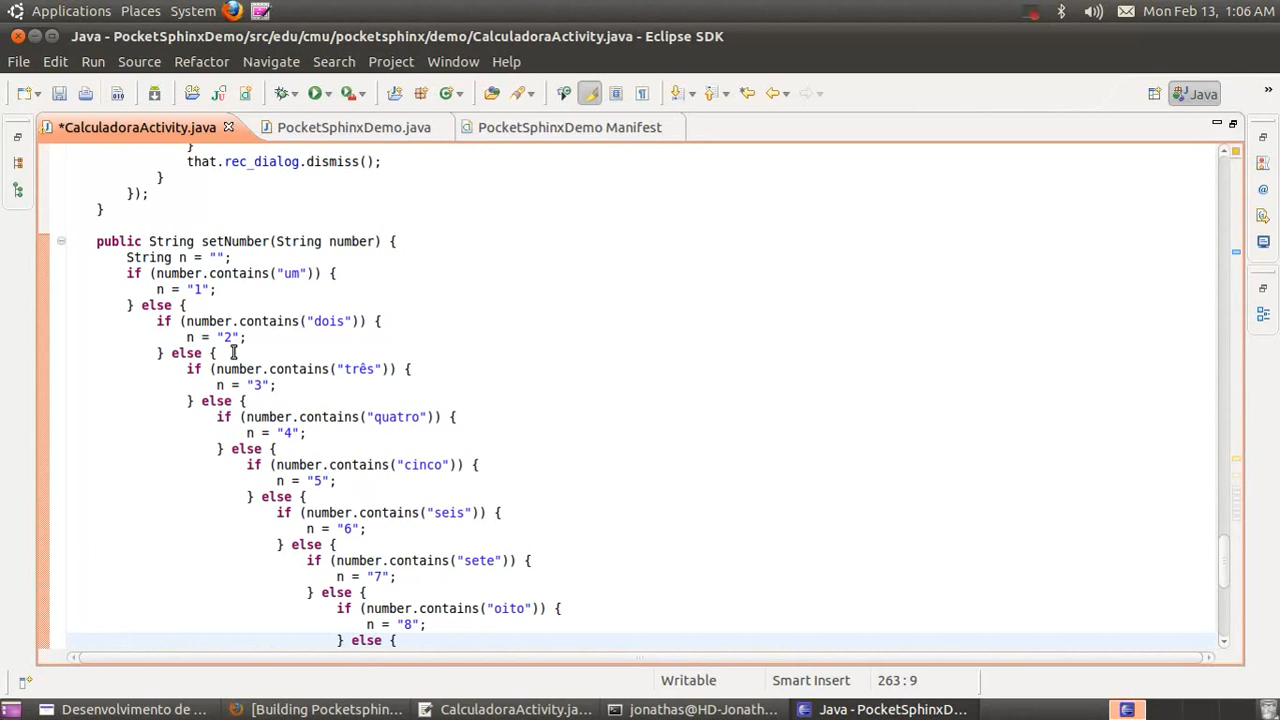 Applications Places System Mon Feb 13, 1:06 AM
Java - PocketSphinxDemo/src/edu/cmu/pocketsphinx/demo/CalculadoraActivity.java - Eclipse SDK
File Edit Run Source Refactor Navigate Search Project Window Help
Java »
*CalculadoraActivity.java PocketSphinxDemo.java PocketSphinxDemo Manifest
}
that.rec_dialog.dismiss();
}
});
}
public String setNumber(String number) {
String n = "";
if (number.contains("um")) {
n = "1";
} else {
if (number.contains("dois")) {
n = "2";
} else {
if (number.contains("três")) {
n = "3";
} else {
if (number.contains("quatro")) {
n = "4";
} else {
if (number.contains("cinco")) {
n = "5";
} else {
if (number.contains("seis")) {
n = "6";
} else {
if (number.contains("sete")) {
n = "7";
} else {
if (number.contains("oito")) {
n = "8";
} else {
Writable Smart Insert 263 : 9
Desenvolvimento de ... [Building Pocketsphin... CalculadoraActivity.ja... jonathas@HD-Jonath... Java - PocketSphinxD...